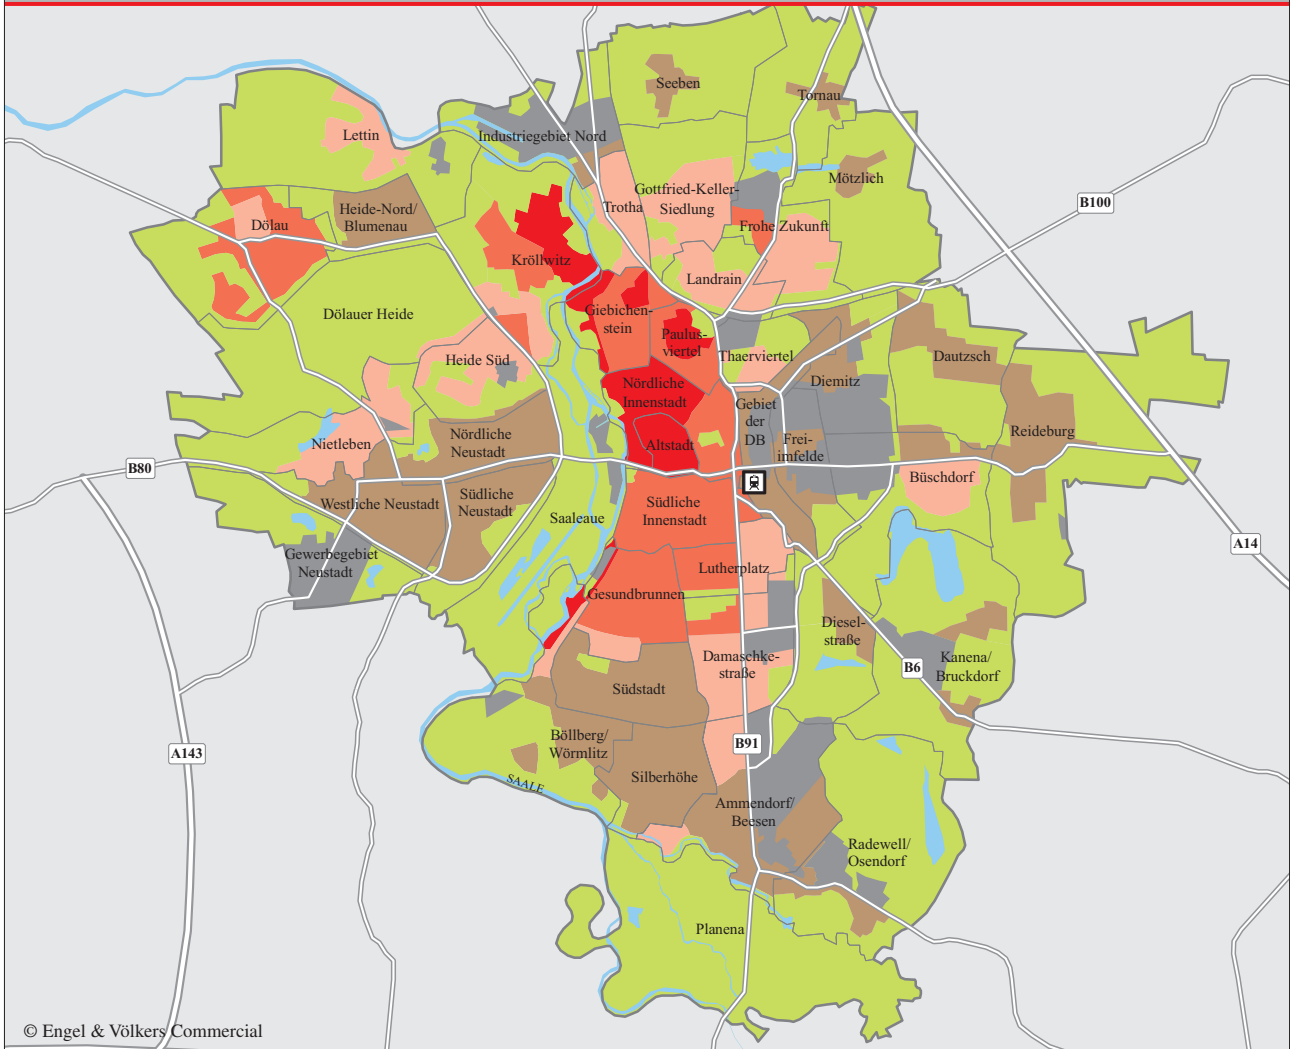 Seeben
Tornau
Lettin
Industriegebiet Nord
Mötzlich
Gottfried-Keller-
Siedlung
Trotha
B100
Heide-Nord/
Blumenau
Dölau
Frohe Zukunft
Kröllwitz
Landrain
Dölauer Heide
Giebichen-
stein
Paulus-
viertel
Thaerviertel
Dautzsch
Heide Süd
Diemitz
Nördliche
Innenstadt
Gebiet
der
DB
Reideburg
Nördliche
Neustadt
Nietleben
Altstadt
Frei-
imfelde
B80
Büschdorf
Westliche Neustadt
Südliche
Neustadt
Südliche
Innenstadt
Saaleaue
A14
Gewerbegebiet
Neustadt
Lutherplatz
Gesundbrunnen
Diesel-
straße
Damaschke-
straße
B6
Kanena/
Bruckdorf
Südstadt
Böllberg/
Wörmlitz
B91
A143
Silberhöhe
SAALE
Ammendorf/
Beesen
Radewell/
Osendorf
Planena
© Engel & Völkers Commercial